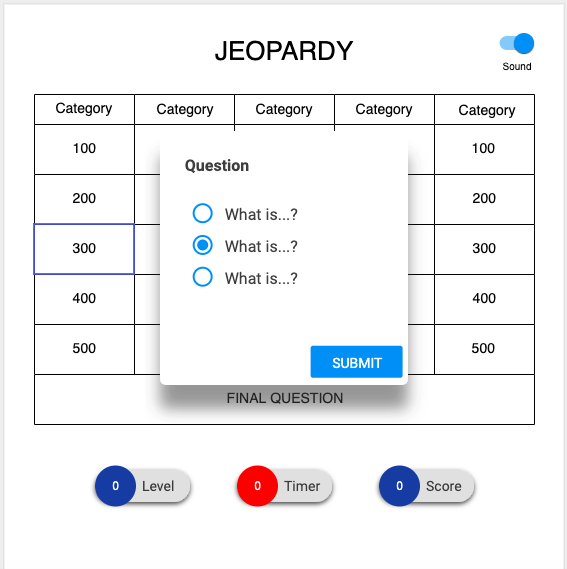 JEOPARDY
Sound
Category Category Category Category Category
100 100
200 200
300 300
400 400
500 500
Question
What is...?
What is...?
What is...?
SUBMIT
FINAL QUESTION
0 Level 0 Timer 0 Score